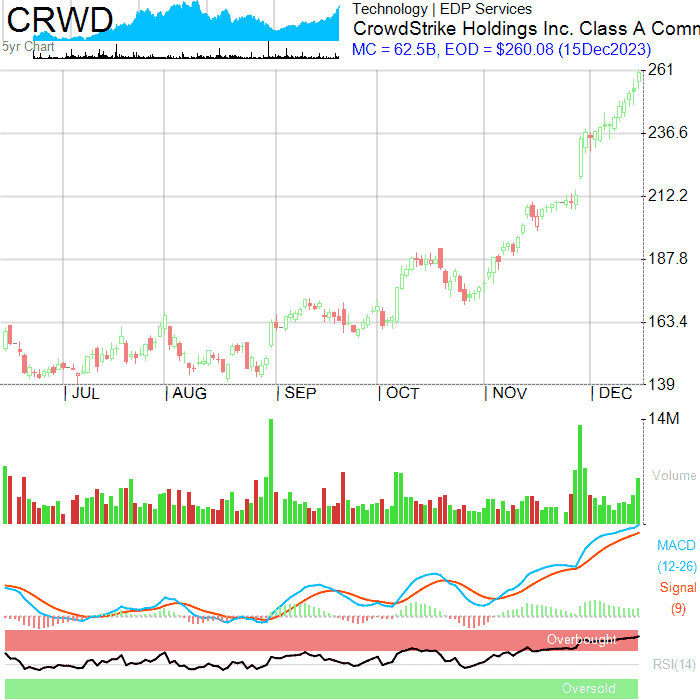 CRWD
5yr Chart
Technology | EDP Services
CrowdStrike Holdings Inc. Class A Comm
MC = 62.5B, EOD = $260.08 (15Dec2023)
261
236.6
212.2
187.8
163.4
139
JUL AUG SEP OCT NOV DEC
14M
Volume
MACD
(12-26)
Signal
(9)
Overbought
RSI(14)
Oversold